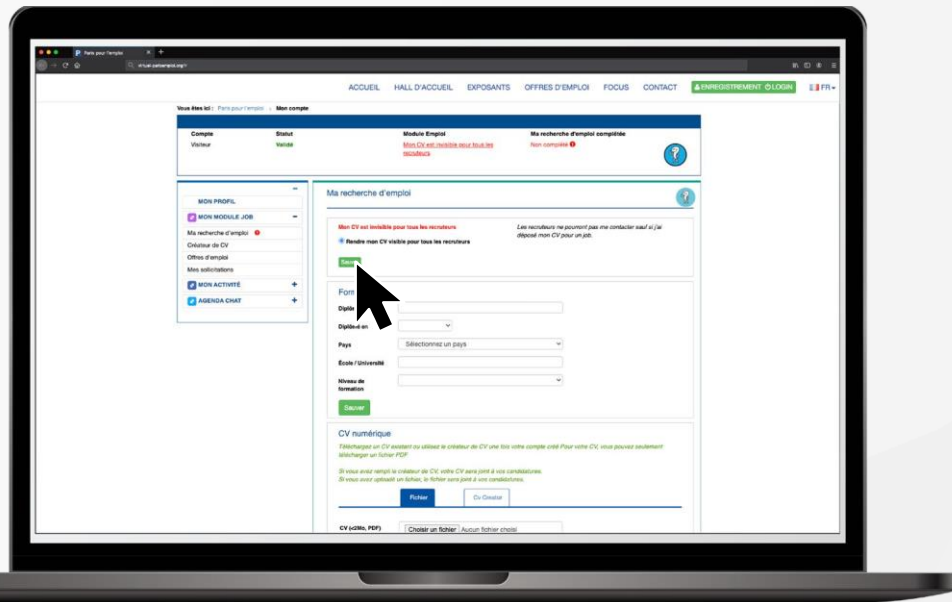 Paris pour l'emploi
ACCUEIL HALL D'ACCUEIL EXPOSANTS OFFRES D'EMPLOI FOCUS CONTACT ENREGISTREMENT LOGIN FR
Vous êtes ici : Paris pour l'emploi Mon compte
Compte Statut Module Emploi Ma recherche d'emploi complétée
Visiteur Validé Mon CV est invisible pour tous les recruteurs. Non complète
MON PROFIL
MON MODULE JOB
Ma recherche d'emploi
Créateur de CV
Offres d'emploi
Mes solicitations
MON ACTIVITÉ
AGENDA CHAT
Ma recherche d'emploi
Mon CV est invisible pour tous les recruteurs
Rendre mon CV visible pour tous les recruteurs
Les recruteurs ne pourront pas me contacter sauf si j'ai
déposé mon CV pour un job.
Form
Diplô
Diplômé en
Pays Sélectionnez un pays
École / Université
Niveau de
formation
Sauver
CV numérique
Téléchargez un CV existant ou utilisez le créateur de CV une fois votre compte créé Pour votre CV, vous pouvez seulement
télécharger un fichier PDF
Si vous avez rempli le créateur de CV, votre CV sera joint à vos candidatures.
Si vous avez uploadé un fichier, le fichier sera joint à vos candidatures.
Fichier Cv Creator
CV (<2Mo, PDF) Choisir un fichier Aucun fichier choisi